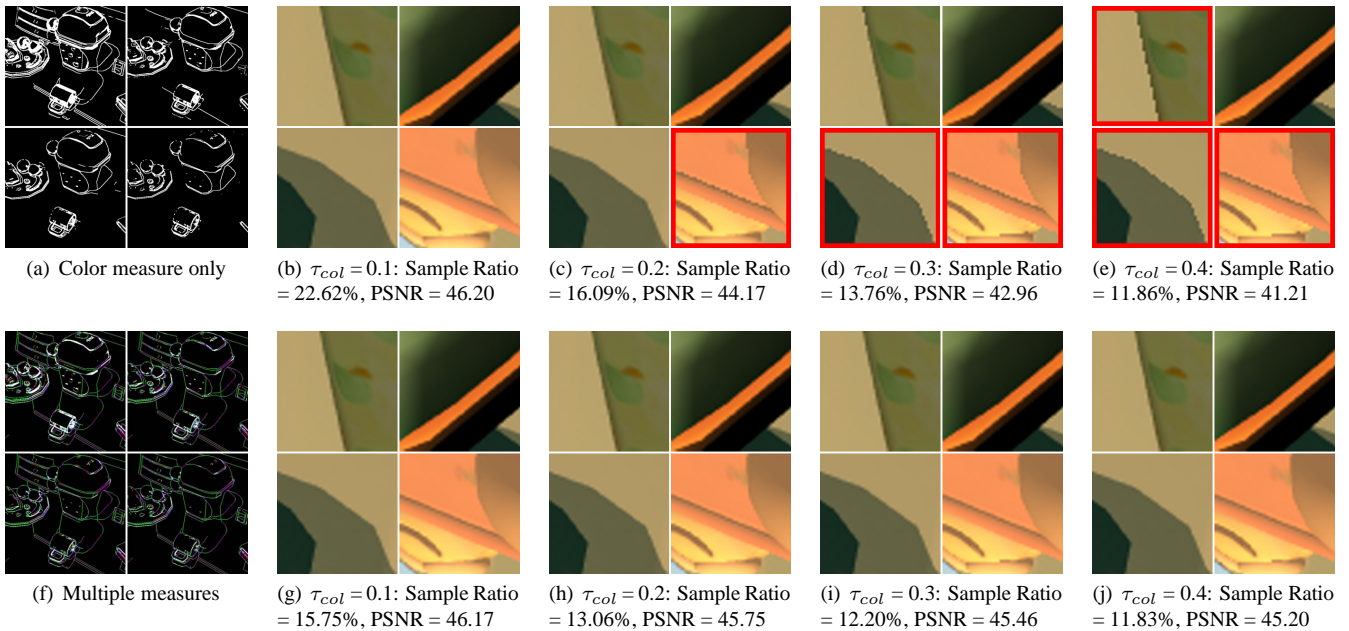 (a) Color measure only
(b) τcol = 0.1: Sample Ratio
= 22.62%, PSNR = 46.20
(c) τcol = 0.2: Sample Ratio
= 16.09%, PSNR = 44.17
(d) τcol = 0.3: Sample Ratio
= 13.76%, PSNR = 42.96
(e) τcol = 0.4: Sample Ratio
= 11.86%, PSNR = 41.21
(f) Multiple measures
(g) τcol = 0.1: Sample Ratio
= 15.75%, PSNR = 46.17
(h) τcol = 0.2: Sample Ratio
= 13.06%, PSNR = 45.75
(i) τcol = 0.3: Sample Ratio
= 12.20%, PSNR = 45.46
(j) τcol = 0.4: Sample Ratio
= 11.83%, PSNR = 45.20